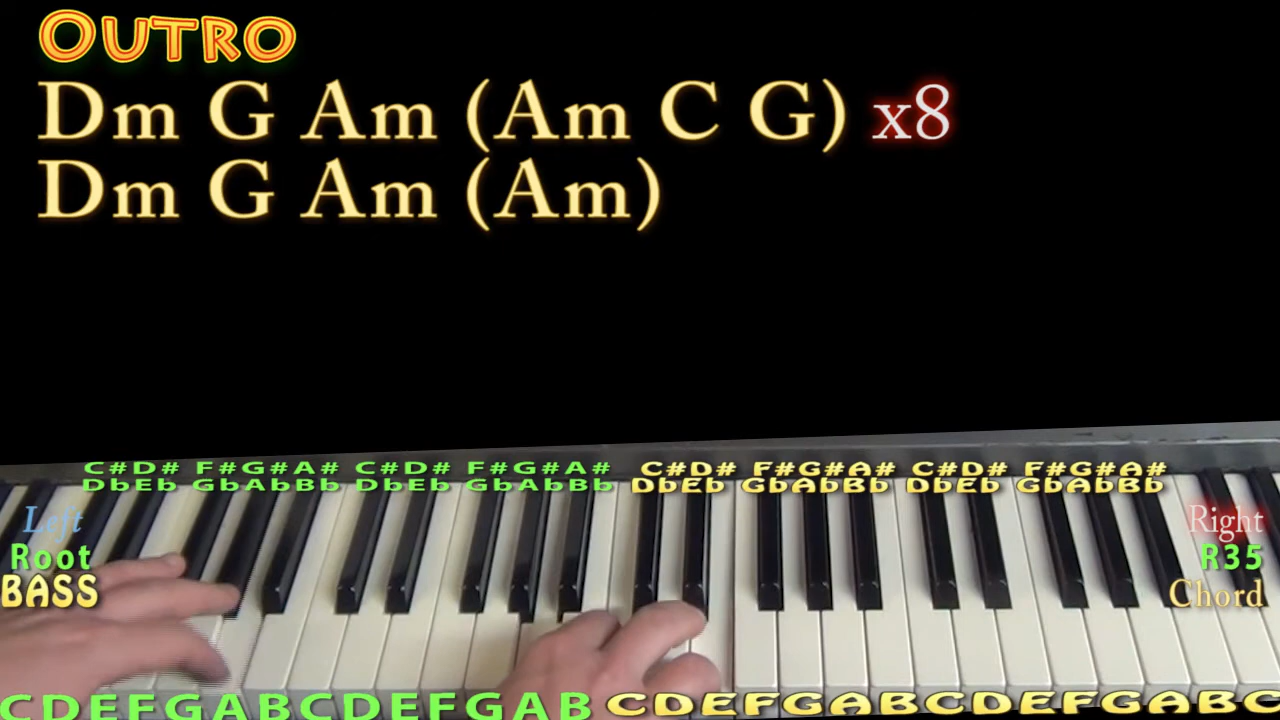 OUTRO
Dm G Am (Am C G) x8
Dm G Am (Am)
C#D# F#G#A# C#D# F#G#A# C#D# F#G#A# C#D# F#G#A#
DbEb GbAbBb DbEb GbAbBb DbEb GbAbBb DbEb GbAbBb
Left
Root
BASS
Right
R35
Chord
CDEFGABCDEFGAB CDEFGABCDEFGABC